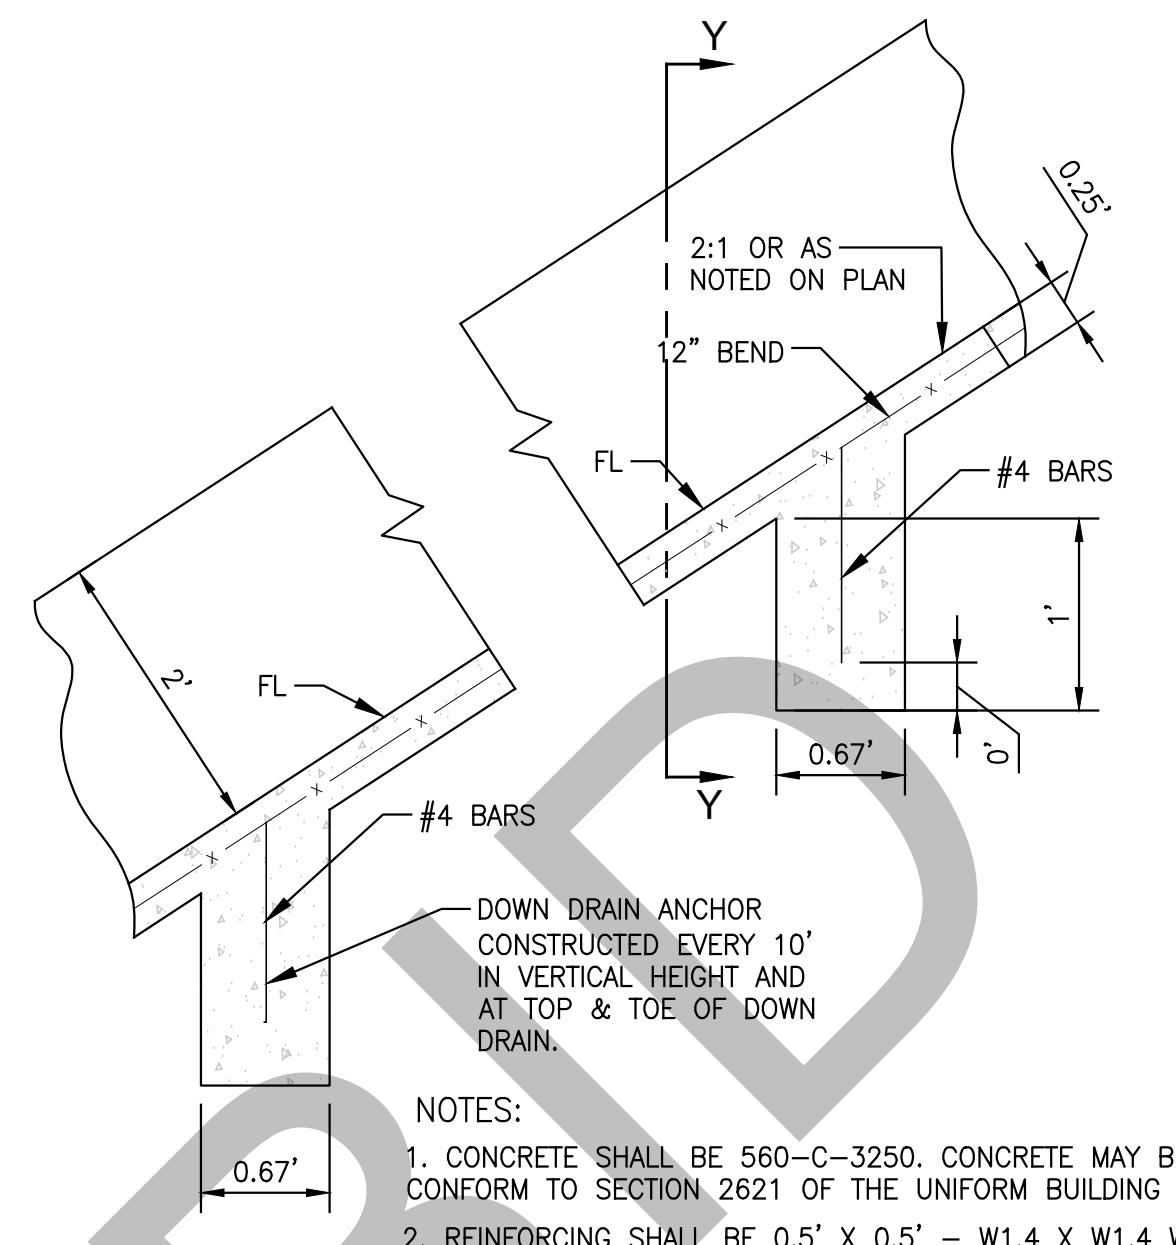 Y
0.25'
2:1 OR AS
NOTED ON PLAN
12" BEND
FL
#4 BARS
1'
0'
0.67'
Y
2'
FL
#4 BARS
DOWN DRAIN ANCHOR
CONSTRUCTED EVERY 10'
IN VERTICAL HEIGHT AND
AT TOP & TOE OF DOWN
DRAIN.
0.67'
NOTES:
1. CONCRETE SHALL BE 560-C-3250. CONCRETE MAY B
CONFORM TO SECTION 2621 OF THE UNIFORM BUILDING
2. REINFORCING SHALL BE 0.5' X 0.5' - W1.4 X W1.4 W
BID